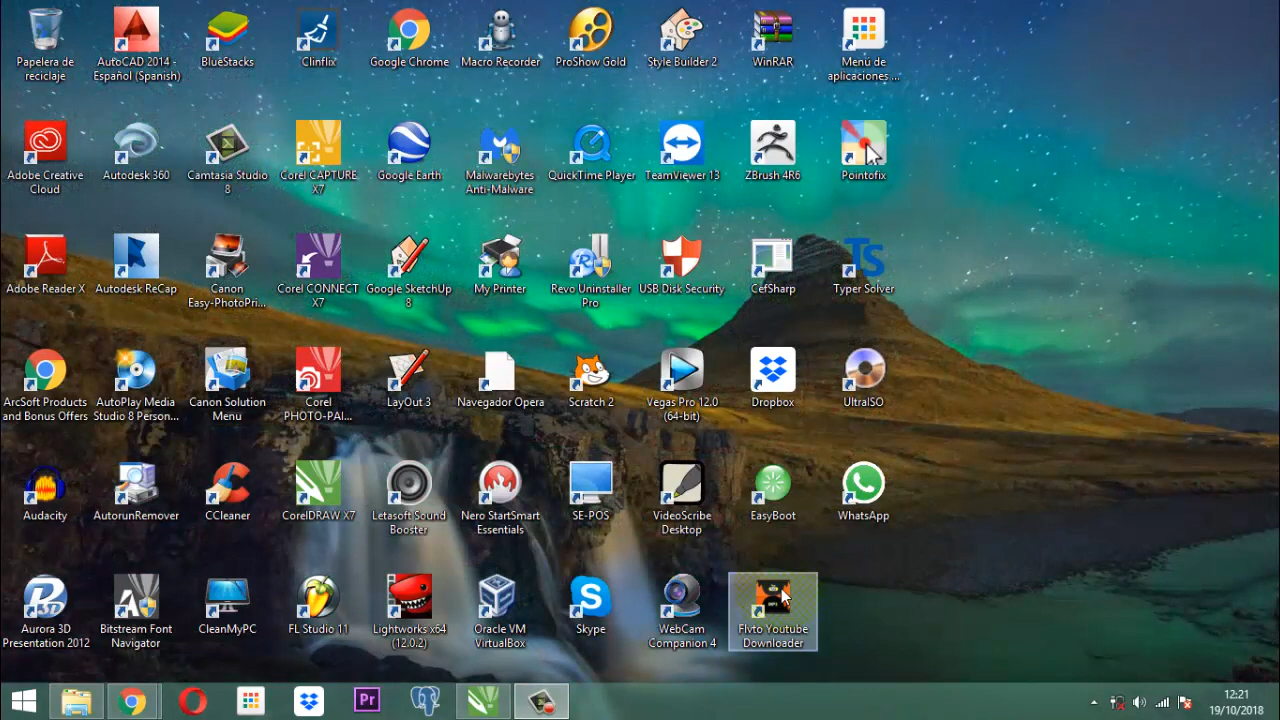 Papelera de
reciclaje
AutoCAD 2014 -
Español (Spanish)
BlueStacks
Clinflix
Google Chrome
Macro Recorder
ProShow Gold
Style Builder 2
WinRAR
Menú de
aplicaciones ...
Adobe Creative
Cloud
Autodesk 360
Camtasia Studio
8
Corel CAPTURE
X7
Google Earth
Malwarebytes
Anti-Malware
QuickTime Player
TeamViewer 13
ZBrush 4R6
Pointofix
Adobe Reader X
Autodesk ReCap
Canon
Easy-PhotoPri...
Corel CONNECT
X7
Google SketchUp
8
My Printer
Revo Uninstaller
Pro
USB Disk Security
CefSharp
Ts
Typer Solver
ArcSoft Products
and Bonus Offers
AutoPlay Media
Studio 8 Person...
Canon Solution
Menu
Corel
PHOTO-PAI...
LayOut 3
Navegador Opera
Scratch 2
Vegas Pro 12.0
(64-bit)
Dropbox
UltraISO
Audacity
AutorunRemover
CCleaner
CorelDRAW X7
Letasoft Sound
Booster
Nero StartSmart
Essentials
SE-POS
VideoScribe
Desktop
EasyBoot
WhatsApp
Aurora 3D
Presentation 2012
Bitstream Font
Navigator
CleanMyPC
FL Studio 11
Lightworks x64
(12.0.2)
Oracle VM
VirtualBox
Skype
WebCam
Companion 4
Flvto Youtube
Downloader
Pr
12:21
19/10/2018